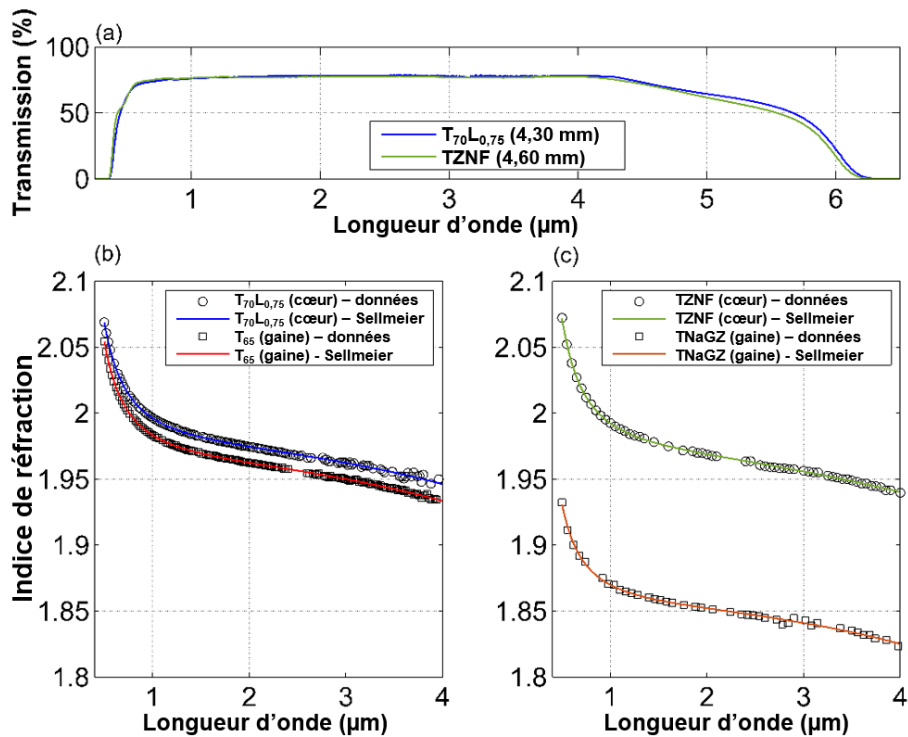 (a)
Transmission (%)
100
50
0
T70L0,75 (4,30 mm)
TZNF (4,60 mm)
1
2
3
4
5
6
Longueur d’onde (µm)
(b)
Indice de réfraction
2.1
2.05
2
1.95
1.9
1.85
1.8
T70L0,75 (cœur) – données
T70L0,75 (cœur) – Sellmeier
T65 (gaine) – données
T65 (gaine) - Sellmeier
1
2
3
4
Longueur d’onde (µm)
(c)
2.1
2.05
2
1.95
1.9
1.85
1.8
TZNF (cœur) – données
TZNF (cœur) – Sellmeier
TNaGZ (gaine) – données
TNaGZ (gaine) - Sellmeier
1
2
3
4
Longueur d’onde (µm)